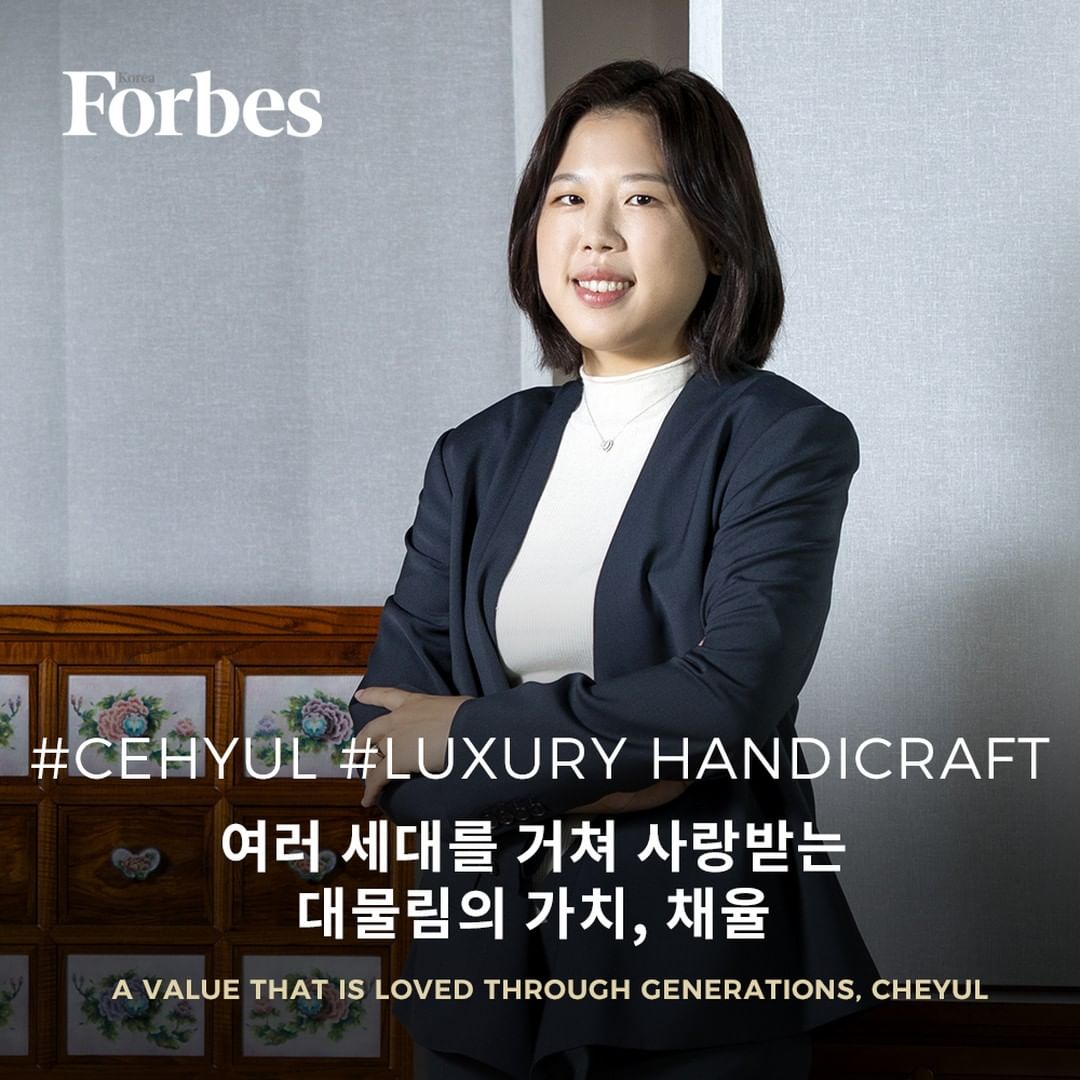 Forbes
Korea
#CEHYUL #LUXURY HANDICRAFT
여러 세대를 거쳐 사랑받는
대물림의 가치, 채율
A VALUE THAT IS LOVED THROUGH GENERATIONS, CHEYUL